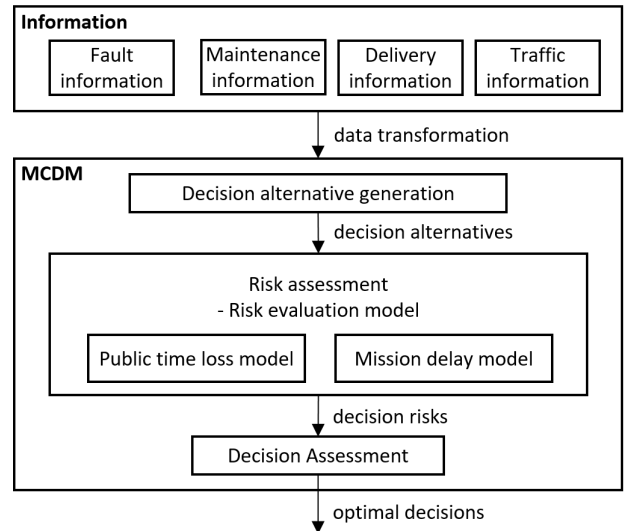 Information
Fault
information
Maintenance
information
Delivery
information
Traffic
information
data transformation
MCDM
Decision alternative generation
decision alternatives
Risk assessment
- Risk evaluation model
Public time loss model
Mission delay model
decision risks
Decision Assessment
optimal decisions